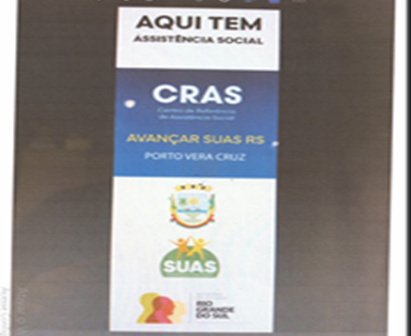 AQUI TEM
ASSISTÊNCIA SOCIAL
CRAS
Centro de Referência
de Assistência Social
AVANÇAR SUAS RS
PORTO VERA CRUZ
SUAS
RIO
GRANDE
DO SUL